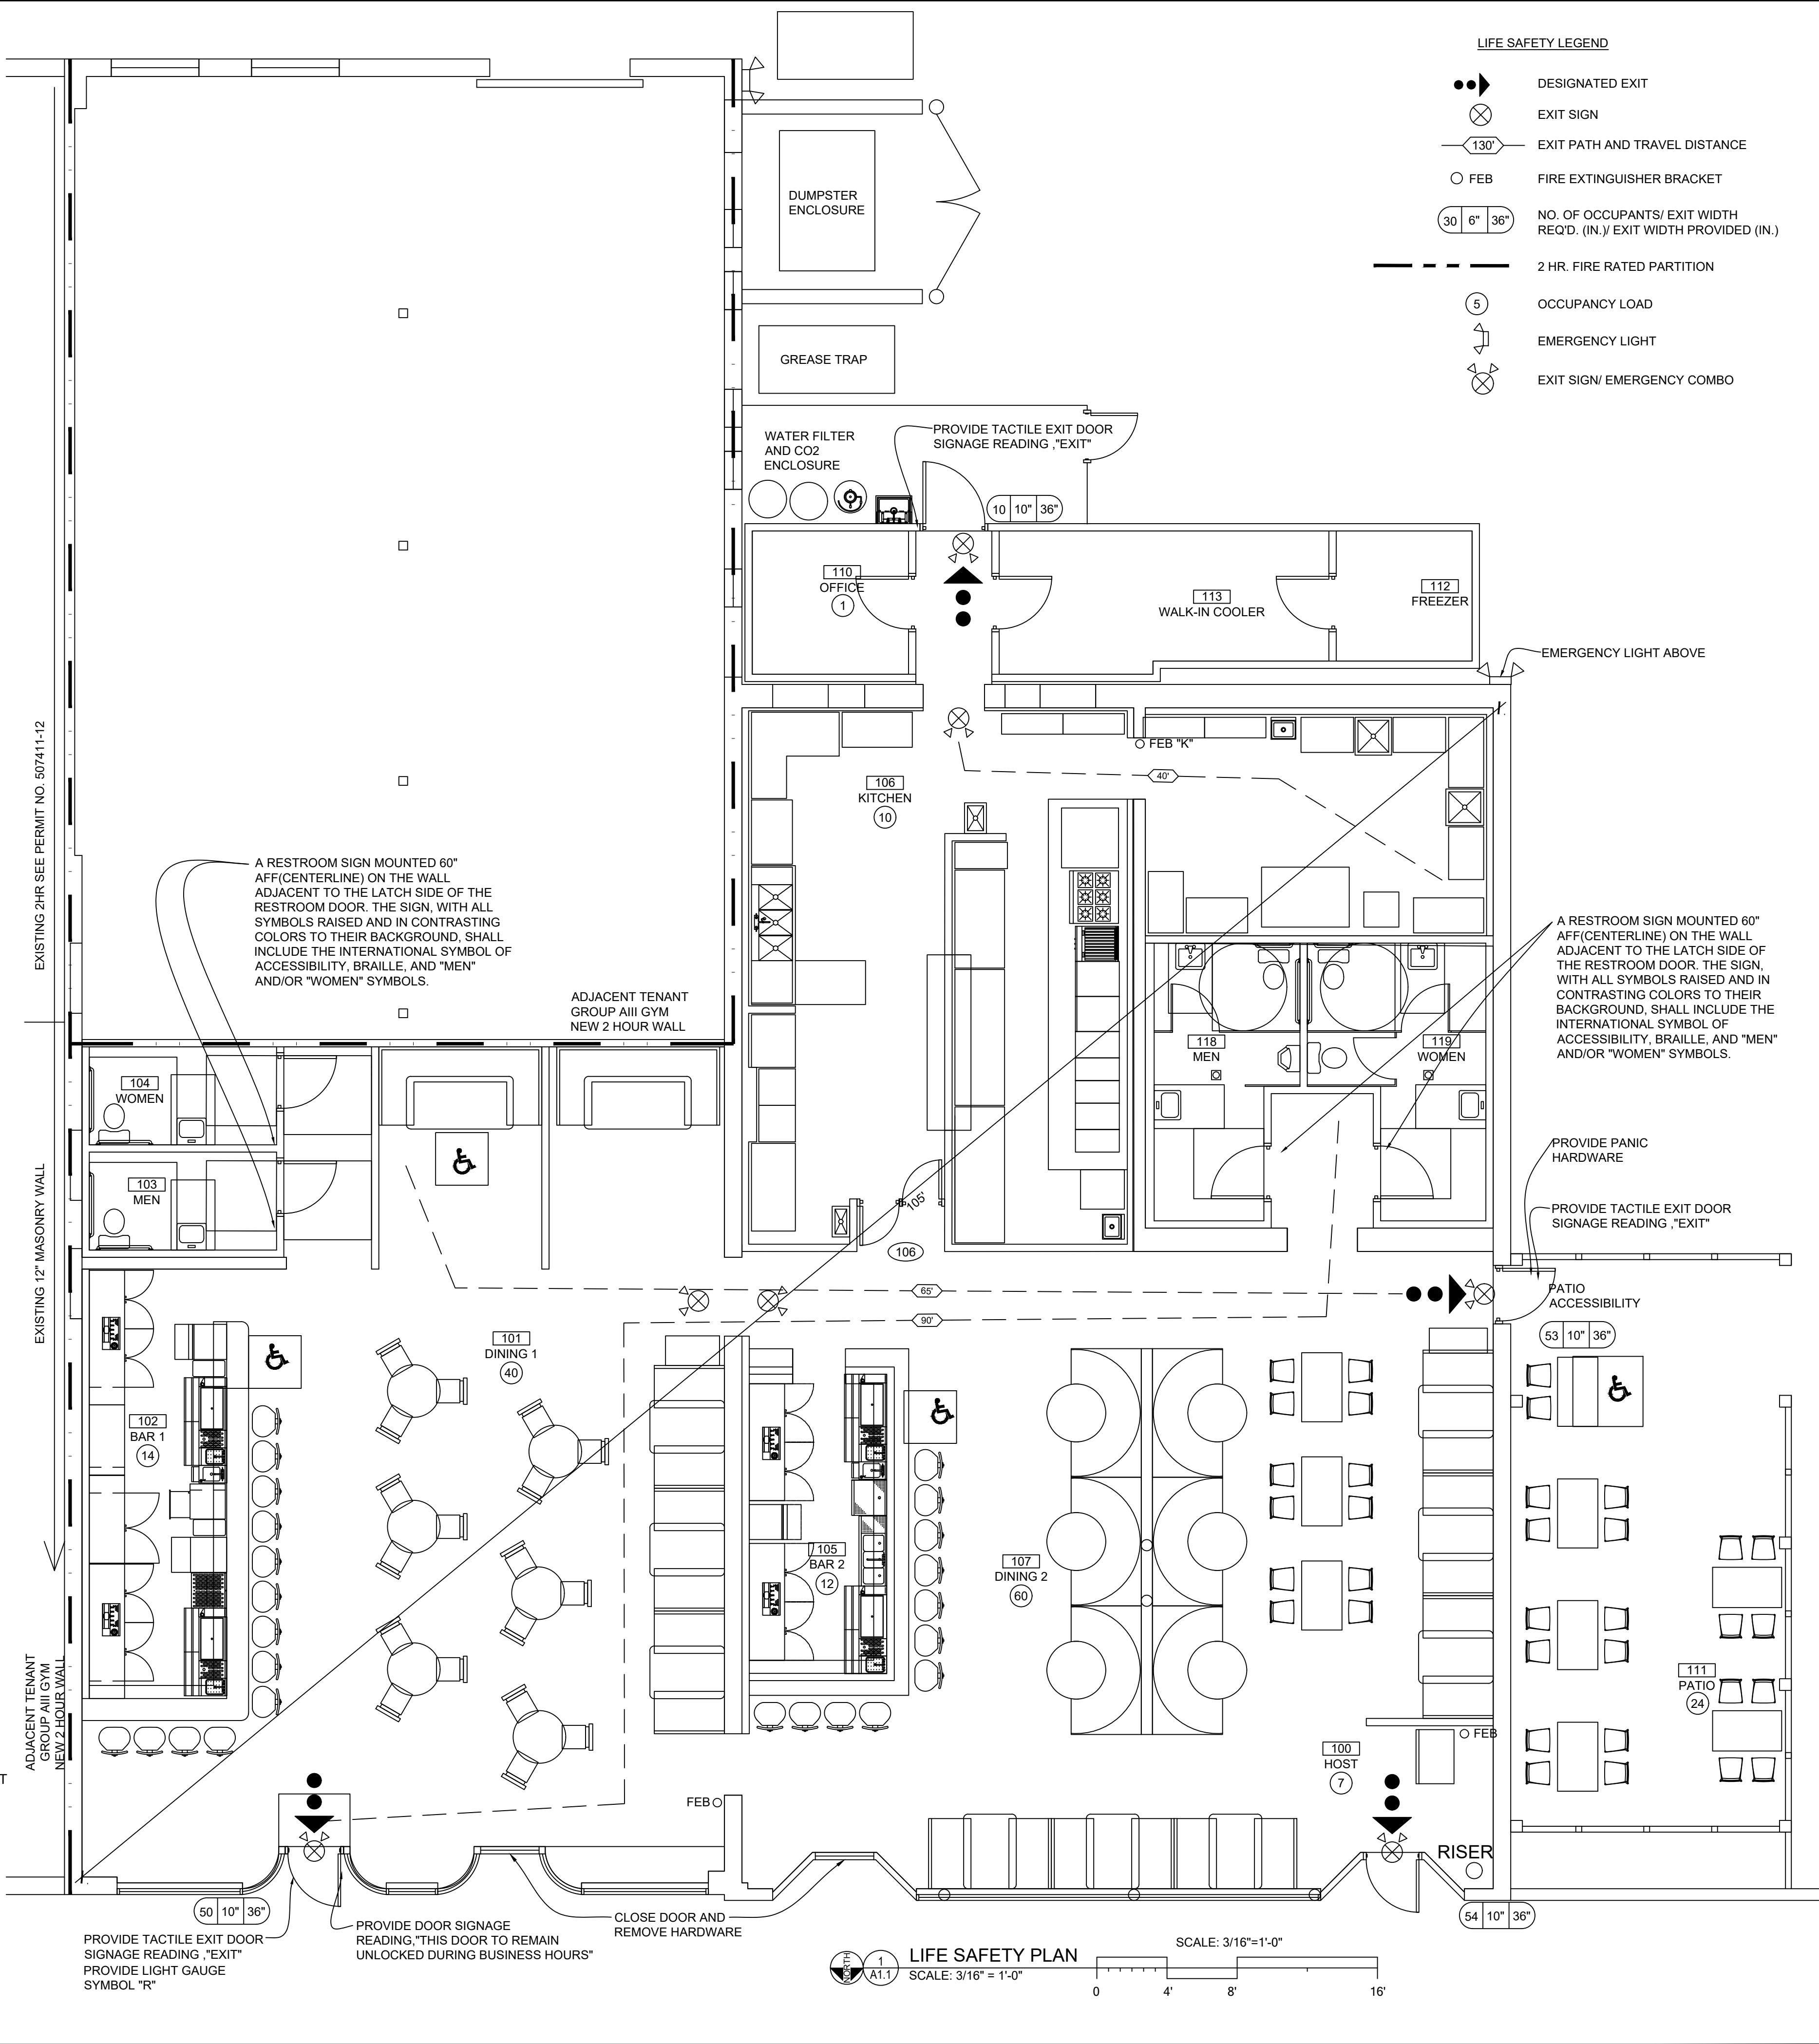 LIFE SAFETY LEGEND
DESIGNATED EXIT
EXIT SIGN
130'
EXIT PATH AND TRAVEL DISTANCE
FEB
FIRE EXTINGUISHER BRACKET
30 6" 36"
NO. OF OCCUPANTS/ EXIT WIDTH
REQ'D. (IN.)/ EXIT WIDTH PROVIDED (IN.)
2 HR. FIRE RATED PARTITION
5
OCCUPANCY LOAD
EMERGENCY LIGHT
EXIT SIGN/ EMERGENCY COMBO
DUMPSTER
ENCLOSURE
GREASE TRAP
WATER FILTER
AND CO2
ENCLOSURE
PROVIDE TACTILE EXIT DOOR
SIGNAGE READING ,"EXIT"
10 10" 36"
110
OFFICE
1
113
WALK-IN COOLER
112
FREEZER
EMERGENCY LIGHT ABOVE
FEB "K"
40'
106
KITCHEN
10
EXISTING 2HR SEE PERMIT NO. 507411-12
A RESTROOM SIGN MOUNTED 60"
AFF(CENTERLINE) ON THE WALL
ADJACENT TO THE LATCH SIDE OF THE
RESTROOM DOOR. THE SIGN, WITH ALL
SYMBOLS RAISED AND IN CONTRASTING
COLORS TO THEIR BACKGROUND, SHALL
INCLUDE THE INTERNATIONAL SYMBOL OF
ACCESSIBILITY, BRAILLE, AND "MEN"
AND/OR "WOMEN" SYMBOLS.
ADJACENT TENANT
GROUP AIII GYM
NEW 2 HOUR WALL
A RESTROOM SIGN MOUNTED 60"
AFF(CENTERLINE) ON THE WALL
ADJACENT TO THE LATCH SIDE OF
THE RESTROOM DOOR. THE SIGN,
WITH ALL SYMBOLS RAISED AND IN
CONTRASTING COLORS TO THEIR
BACKGROUND, SHALL INCLUDE THE
INTERNATIONAL SYMBOL OF
ACCESSIBILITY, BRAILLE, AND "MEN"
AND/OR "WOMEN" SYMBOLS.
118
MEN
119
WOMEN
104
WOMEN
103
MEN
EXISTING 12" MASONRY WALL
PROVIDE PANIC
HARDWARE
PROVIDE TACTILE EXIT DOOR
SIGNAGE READING ,"EXIT"
105'
106
65'
90'
PATIO
ACCESSIBILITY
53 10" 36"
101
DINING 1
40
102
BAR 1
14
105
BAR 2
12
107
DINING 2
60
111
PATIO
24
ADJACENT TENANT
GROUP AIII GYM
NEW 2 HOUR WALL
T
100
HOST
7
FEB
FEB
RISER
50 10" 36"
54 10" 36"
PROVIDE TACTILE EXIT DOOR
SIGNAGE READING ,"EXIT"
PROVIDE LIGHT GAUGE
SYMBOL "R"
PROVIDE DOOR SIGNAGE
READING,"THIS DOOR TO REMAIN
UNLOCKED DURING BUSINESS HOURS"
CLOSE DOOR AND
REMOVE HARDWARE
NORTH
1
A1.1
LIFE SAFETY PLAN
SCALE: 3/16" = 1'-0"
SCALE: 3/16"=1'-0"
0 4' 8' 16'